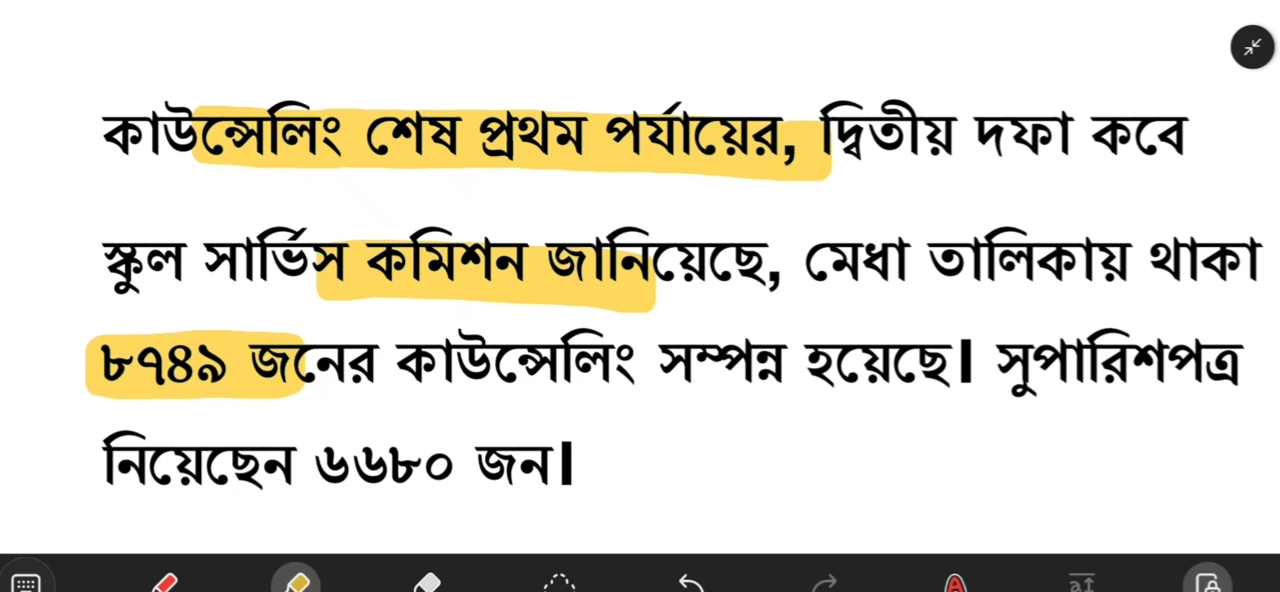 কাউন্সেলিং শেষ প্রথম পর্যায়ের, দ্বিতীয় দফা কবে
স্কুল সার্ভিস কমিশন জানিয়েছে, মেধা তালিকায় থাকা
৮৭৪৯ জনের কাউন্সেলিং সম্পন্ন হয়েছে। সুপারিশপত্র
নিয়েছেন ৬৬৮০ জন।